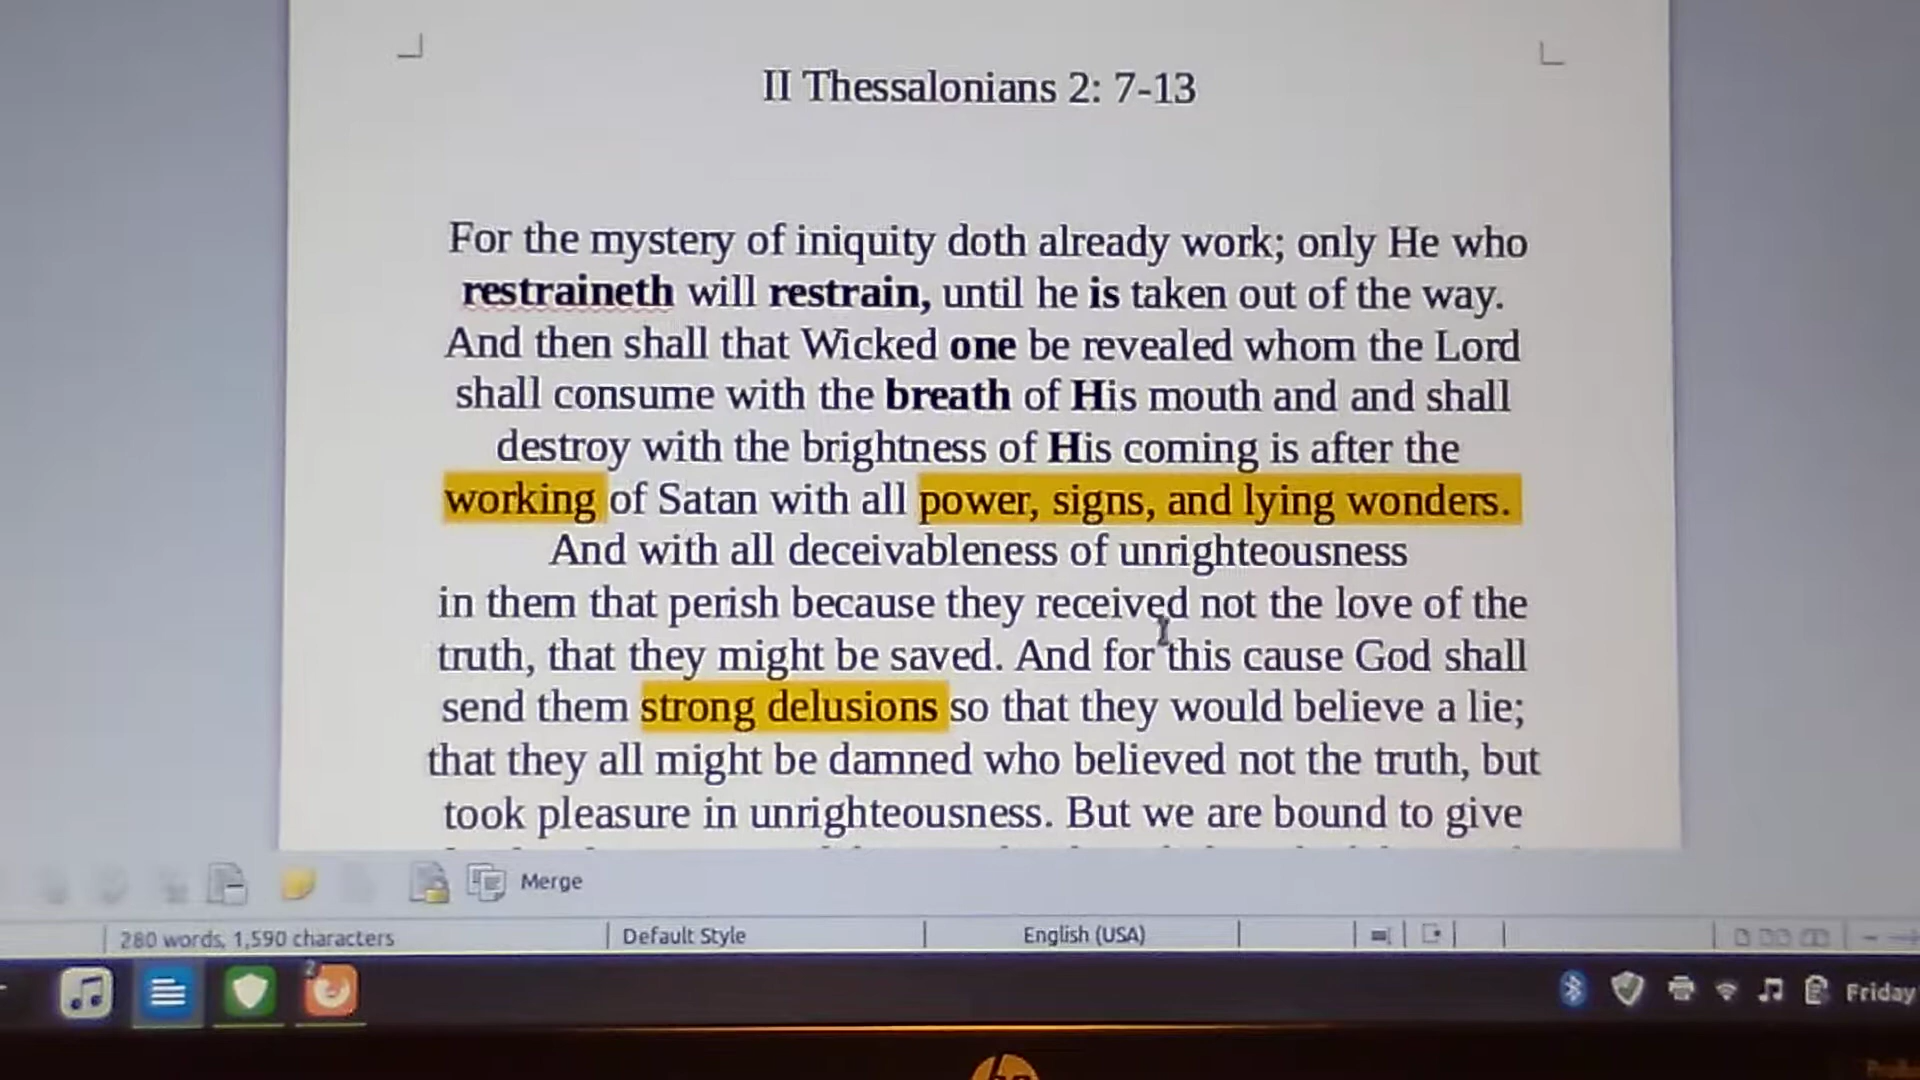 II Thessalonians 2: 7-13
For the mystery of iniquity doth already work; only He who
restraineth will restrain, until he is taken out of the way.
And then shall that Wicked one be revealed whom the Lord
shall consume with the breath of His mouth and and shall
destroy with the brightness of His coming is after the
working of Satan with all power, signs, and lying wonders.
And with all deceivableness of unrighteousness
in them that perish because they received not the love of the
truth, that they might be saved. And for this cause God shall
send them strong delusions so that they would believe a lie;
that they all might be damned who believed not the truth, but
took pleasure in unrighteousness. But we are bound to give
Merge
280 words, 1,590 characters
Default Style
English (USA)
2
Friday
hp